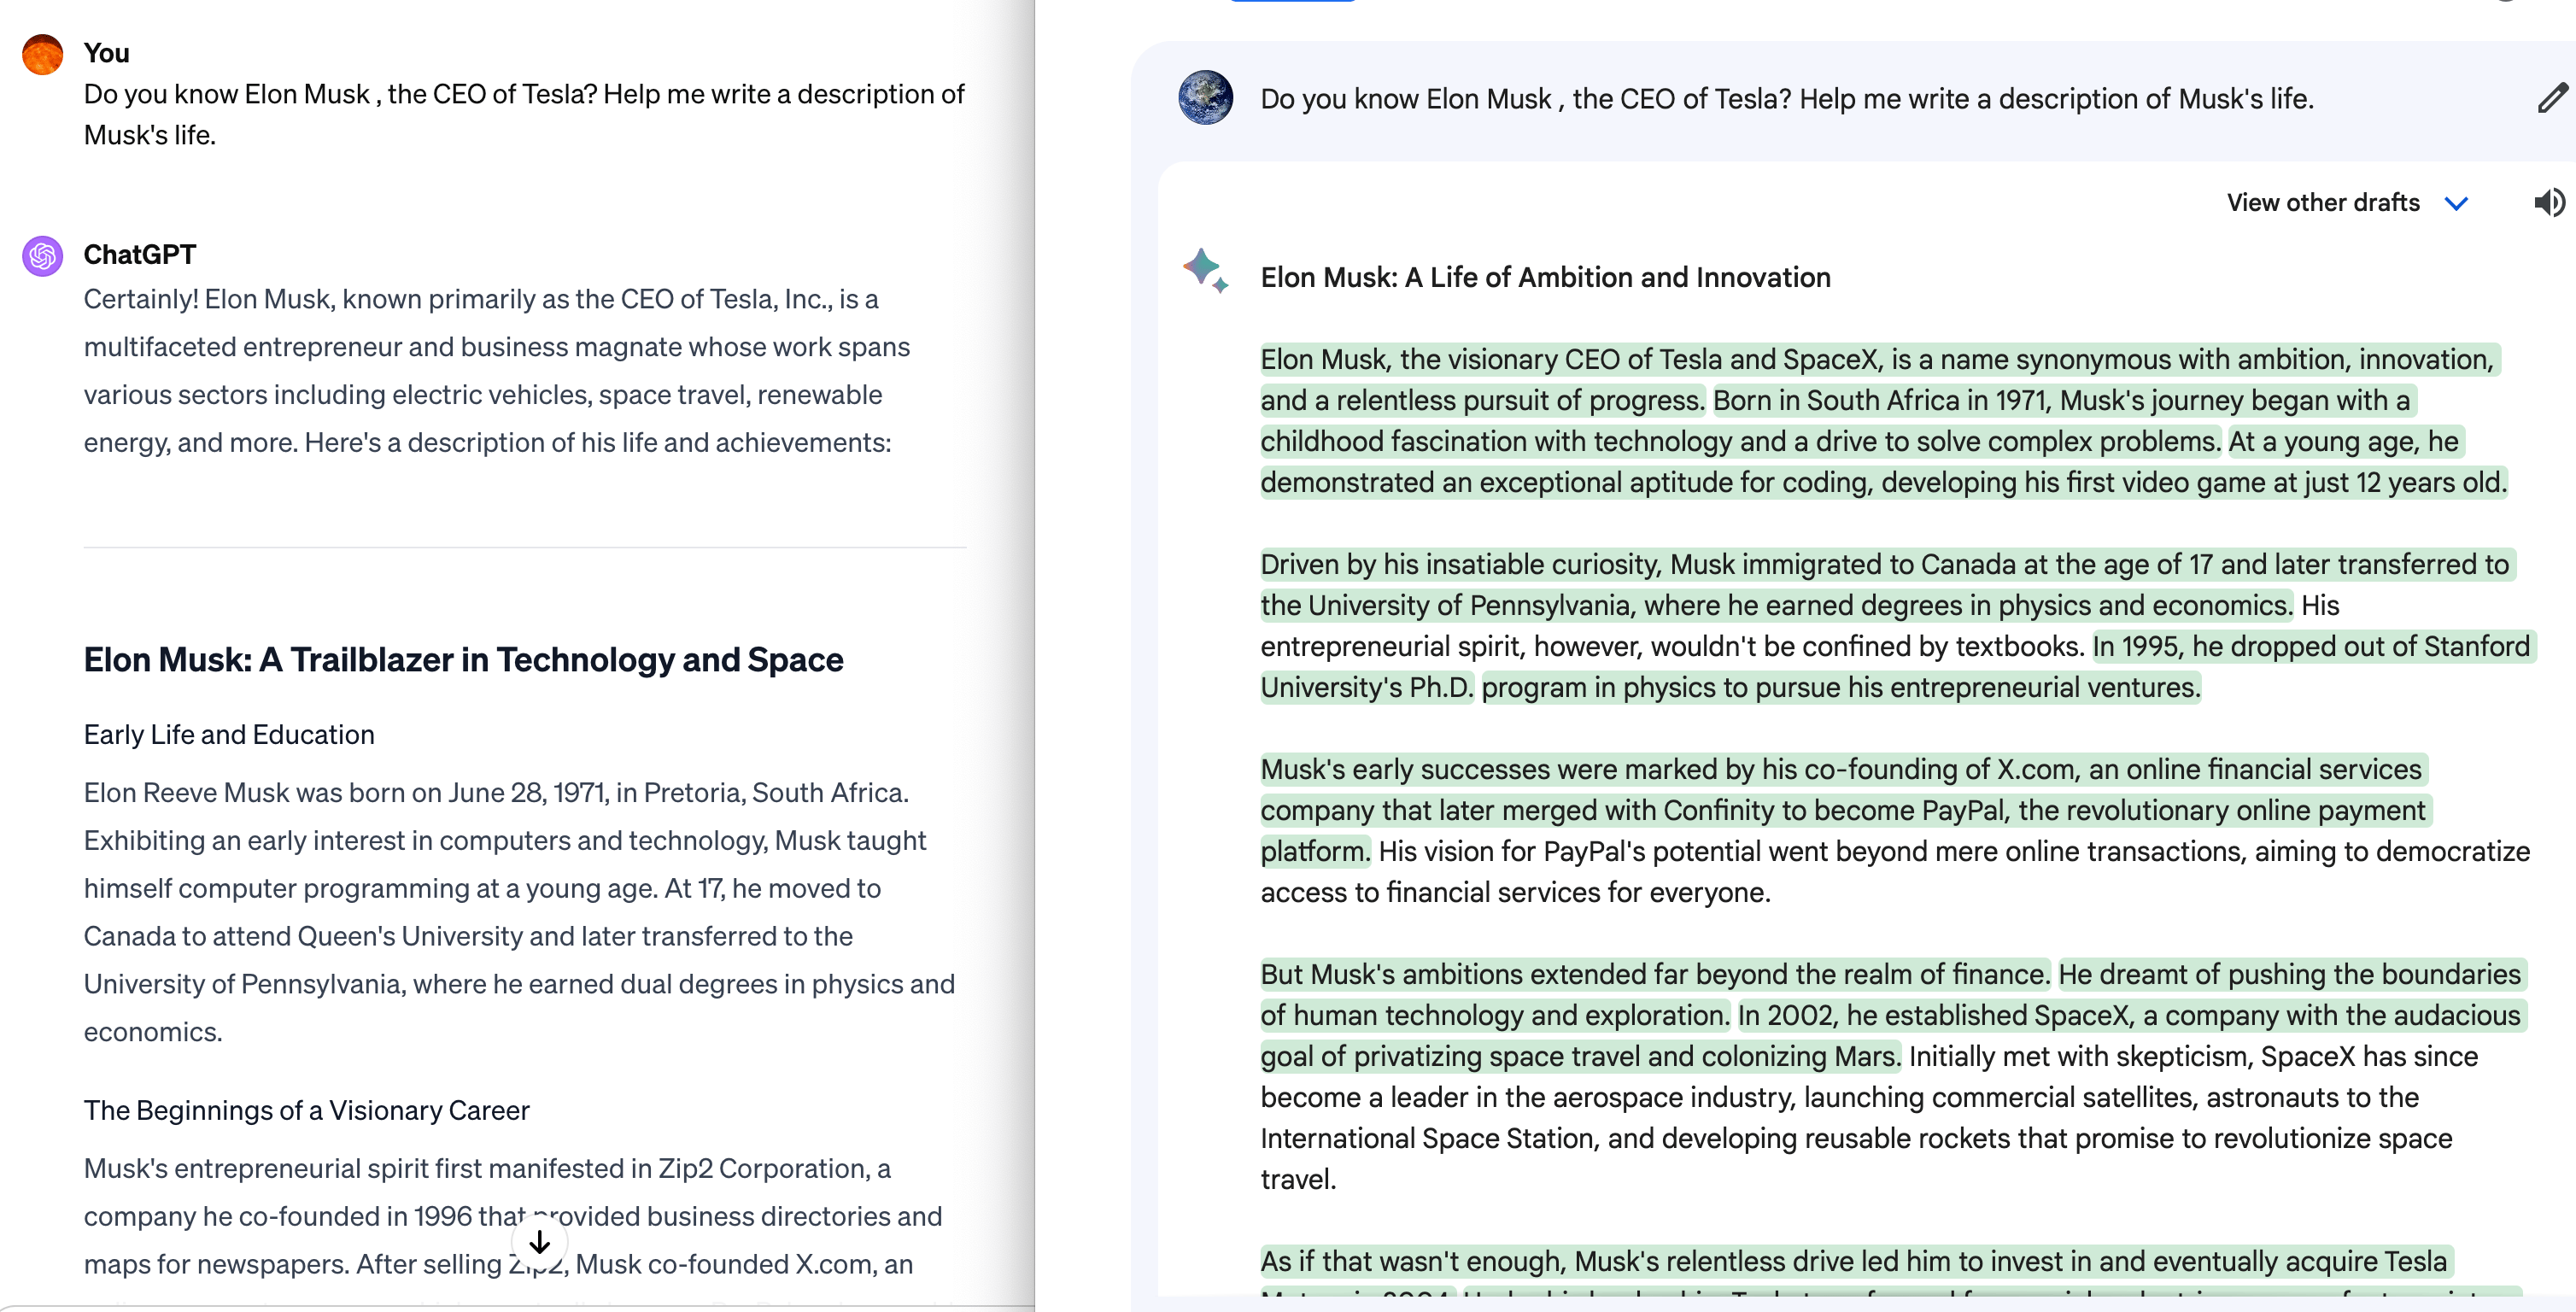 You
Do you know Elon Musk , the CEO of Tesla? Help me write a description of
Musk's life.
ChatGPT
Certainly! Elon Musk, known primarily as the CEO of Tesla, Inc., is a
multifaceted entrepreneur and business magnate whose work spans
various sectors including electric vehicles, space travel, renewable
energy, and more. Here's a description of his life and achievements:
Elon Musk: A Trailblazer in Technology and Space
Early Life and Education
Elon Reeve Musk was born on June 28, 1971, in Pretoria, South Africa.
Exhibiting an early interest in computers and technology, Musk taught
himself computer programming at a young age. At 17, he moved to
Canada to attend Queen's University and later transferred to the
University of Pennsylvania, where he earned dual degrees in physics and
economics.
The Beginnings of a Visionary Career
Musk's entrepreneurial spirit first manifested in Zip2 Corporation, a
company he co-founded in 1996 that provided business directories and
maps for newspapers. After selling Zip2, Musk co-founded X.com, an
Do you know Elon Musk , the CEO of Tesla? Help me write a description of Musk's life.
View other drafts
Elon Musk: A Life of Ambition and Innovation
Elon Musk, the visionary CEO of Tesla and SpaceX, is a name synonymous with ambition, innovation,
and a relentless pursuit of progress. Born in South Africa in 1971, Musk's journey began with a
childhood fascination with technology and a drive to solve complex problems. At a young age, he
demonstrated an exceptional aptitude for coding, developing his first video game at just 12 years old.
Driven by his insatiable curiosity, Musk immigrated to Canada at the age of 17 and later transferred to
the University of Pennsylvania, where he earned degrees in physics and economics. His
entrepreneurial spirit, however, wouldn't be confined by textbooks. In 1995, he dropped out of Stanford
University's Ph.D. program in physics to pursue his entrepreneurial ventures.
Musk's early successes were marked by his co-founding of X.com, an online financial services
company that later merged with Confinity to become PayPal, the revolutionary online payment
platform. His vision for PayPal's potential went beyond mere online transactions, aiming to democratize
access to financial services for everyone.
But Musk's ambitions extended far beyond the realm of finance. He dreamt of pushing the boundaries
of human technology and exploration. In 2002, he established SpaceX, a company with the audacious
goal of privatizing space travel and colonizing Mars. Initially met with skepticism, SpaceX has since
become a leader in the aerospace industry, launching commercial satellites, astronauts to the
International Space Station, and developing reusable rockets that promise to revolutionize space
travel.
As if that wasn't enough, Musk's relentless drive led him to invest in and eventually acquire Tesla